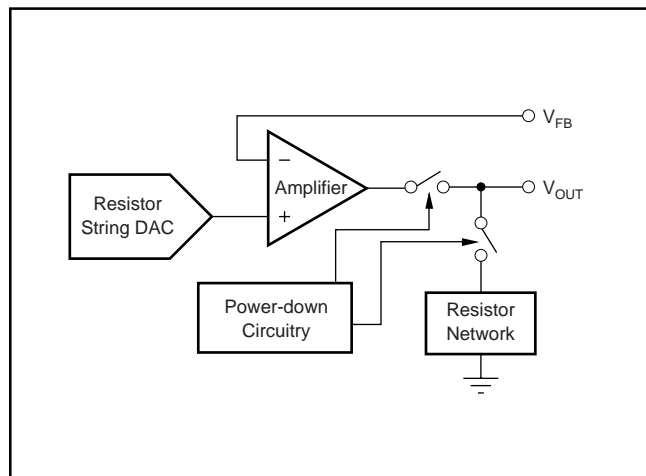 V_FB
−
Amplifier
+
V_OUT
Resistor
String DAC
Power-down
Circuitry
Resistor
Network